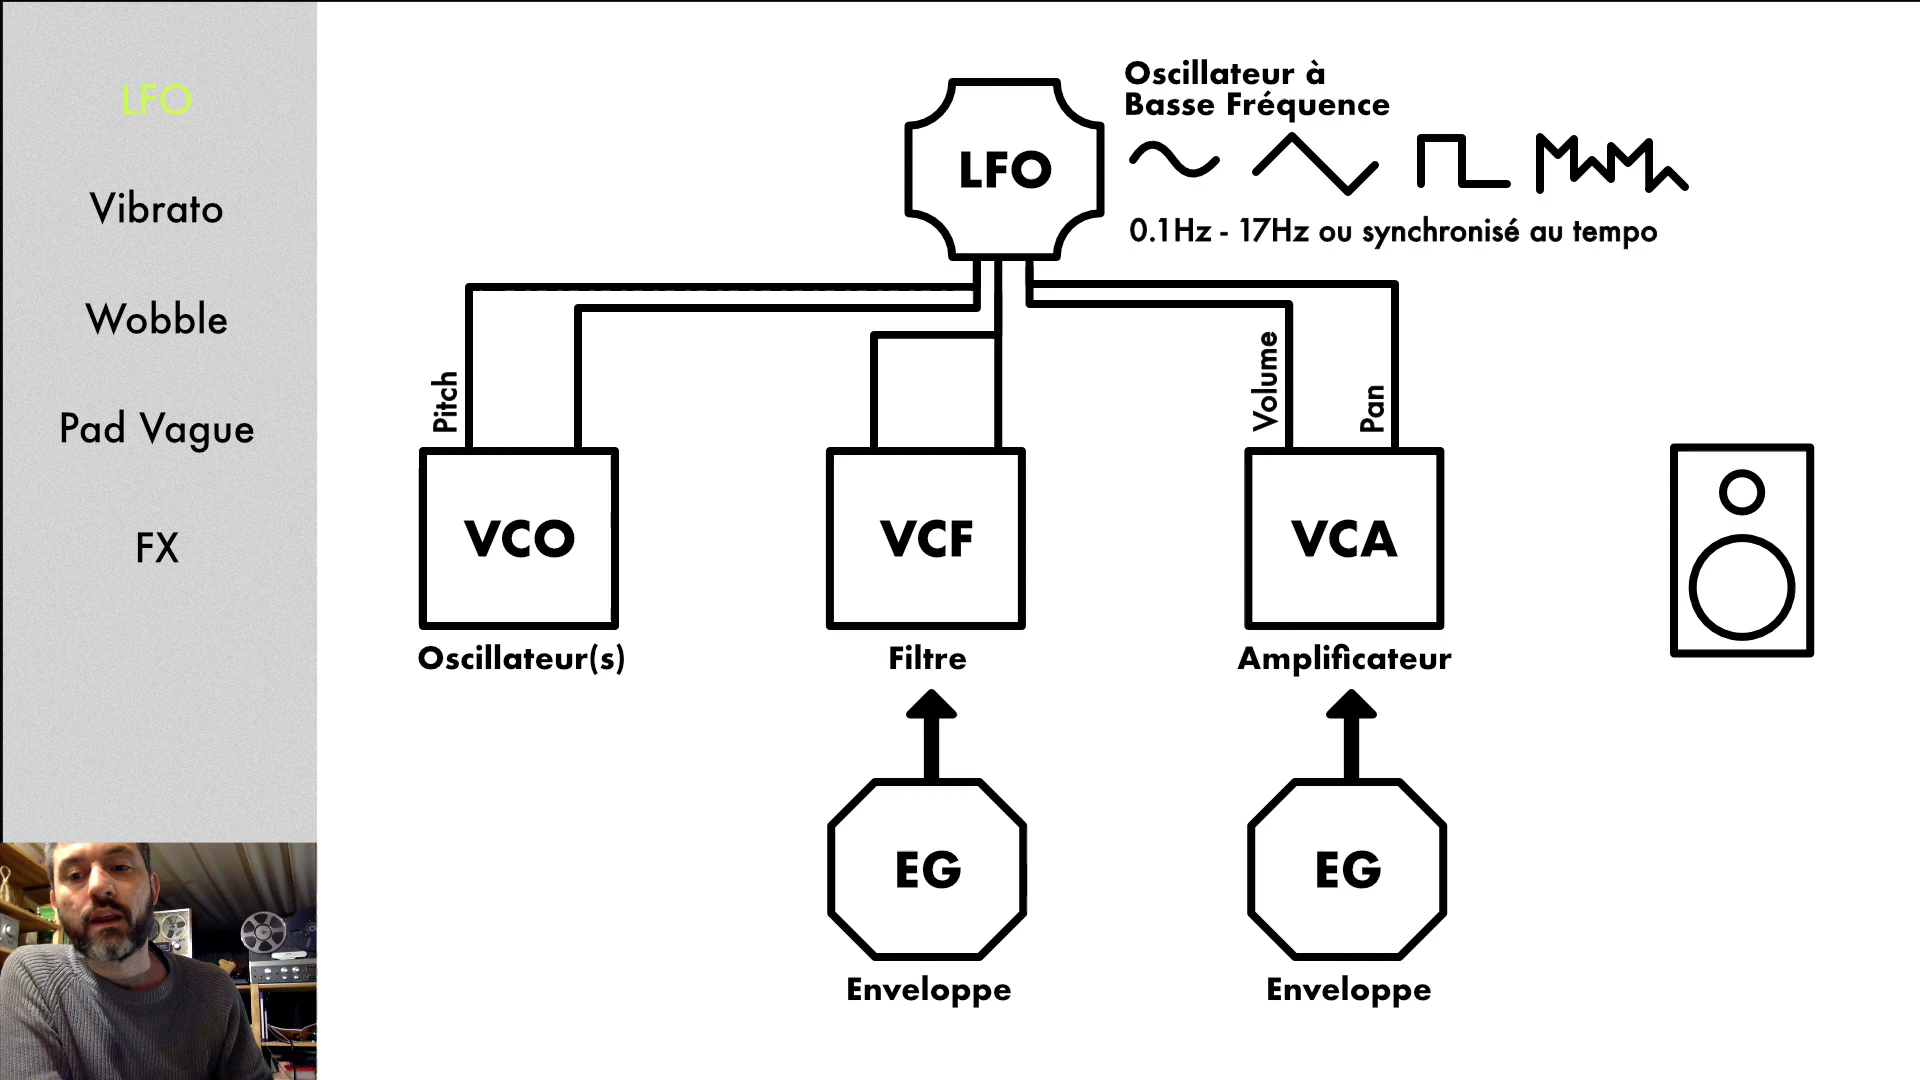 LFO
Vibrato
Wobble
Pad Vague
FX
Oscillateur à
Basse Fréquence
LFO
0.1Hz - 17Hz ou synchronisé au tempo
Pitch
Volume
Pan
VCO
VCF
VCA
Oscillateur(s)
Filtre
Amplificateur
EG
EG
Enveloppe
Enveloppe